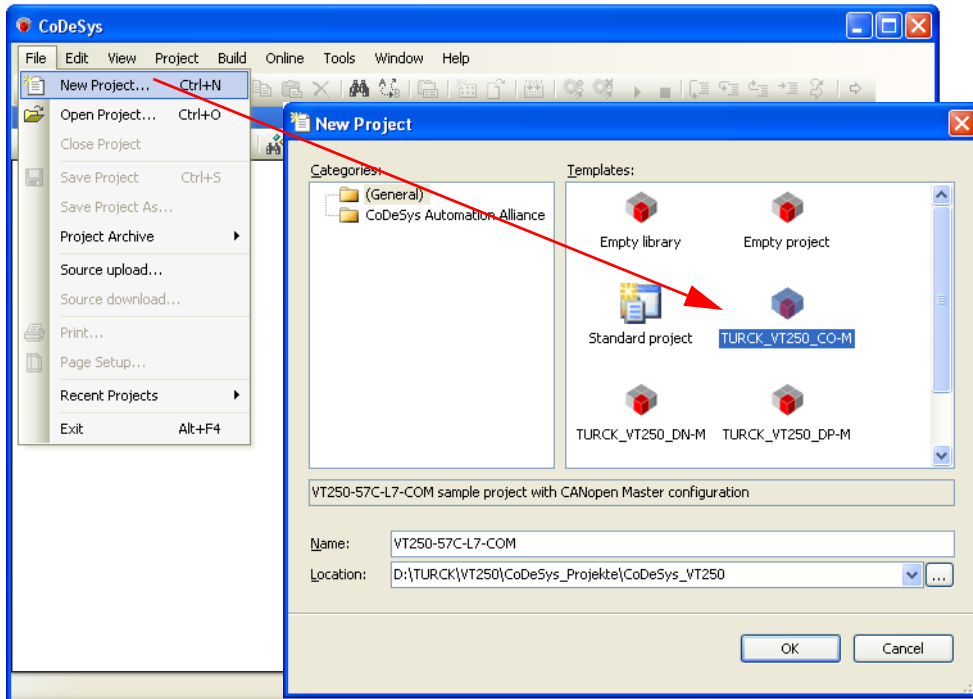 CoDeSys
File Edit View Project Build Online Tools Window Help
New Project... Ctrl+N
Open Project... Ctrl+O
Close Project
Save Project Ctrl+S
Save Project As...
Project Archive
Source upload...
Source download...
Print...
Page Setup...
Recent Projects
Exit Alt+F4
New Project
Categories: Templates:
(General)
CoDeSys Automation Alliance
Empty library Empty project
Standard project TURCK_VT250_CO-M
TURCK_VT250_DN-M TURCK_VT250_DP-M
VT250-57C-L7-COM sample project with CANopen Master configuration
Name: VT250-57C-L7-COM
Location: D:\TURCK\VT250\CoDeSys_Projekte\CoDeSys_VT250 ...
OK Cancel